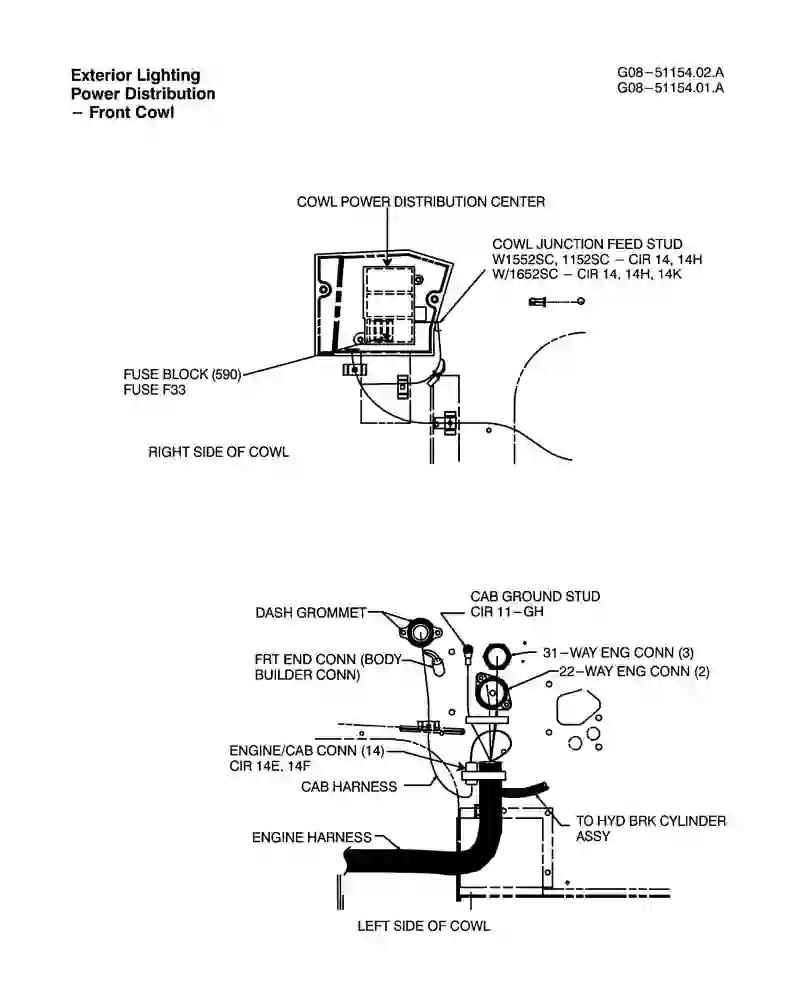 Exterior Lighting
Power Distribution
– Front Cowl
G08–51154.02.A
G08–51154.01.A
COWL POWER DISTRIBUTION CENTER
COWL JUNCTION FEED STUD
W1552SC, 1152SC – CIR 14, 14H
W/1652SC – CIR 14, 14H, 14K
FUSE BLOCK (590)
FUSE F33
RIGHT SIDE OF COWL
CAB GROUND STUD
CIR 11–GH
DASH GROMMET
31–WAY ENG CONN (3)
FRT END CONN (BODY
BUILDER CONN)
22–WAY ENG CONN (2)
ENGINE/CAB CONN (14)
CIR 14E, 14F
CAB HARNESS
TO HYD BRK CYLINDER
ASSY
ENGINE HARNESS
LEFT SIDE OF COWL